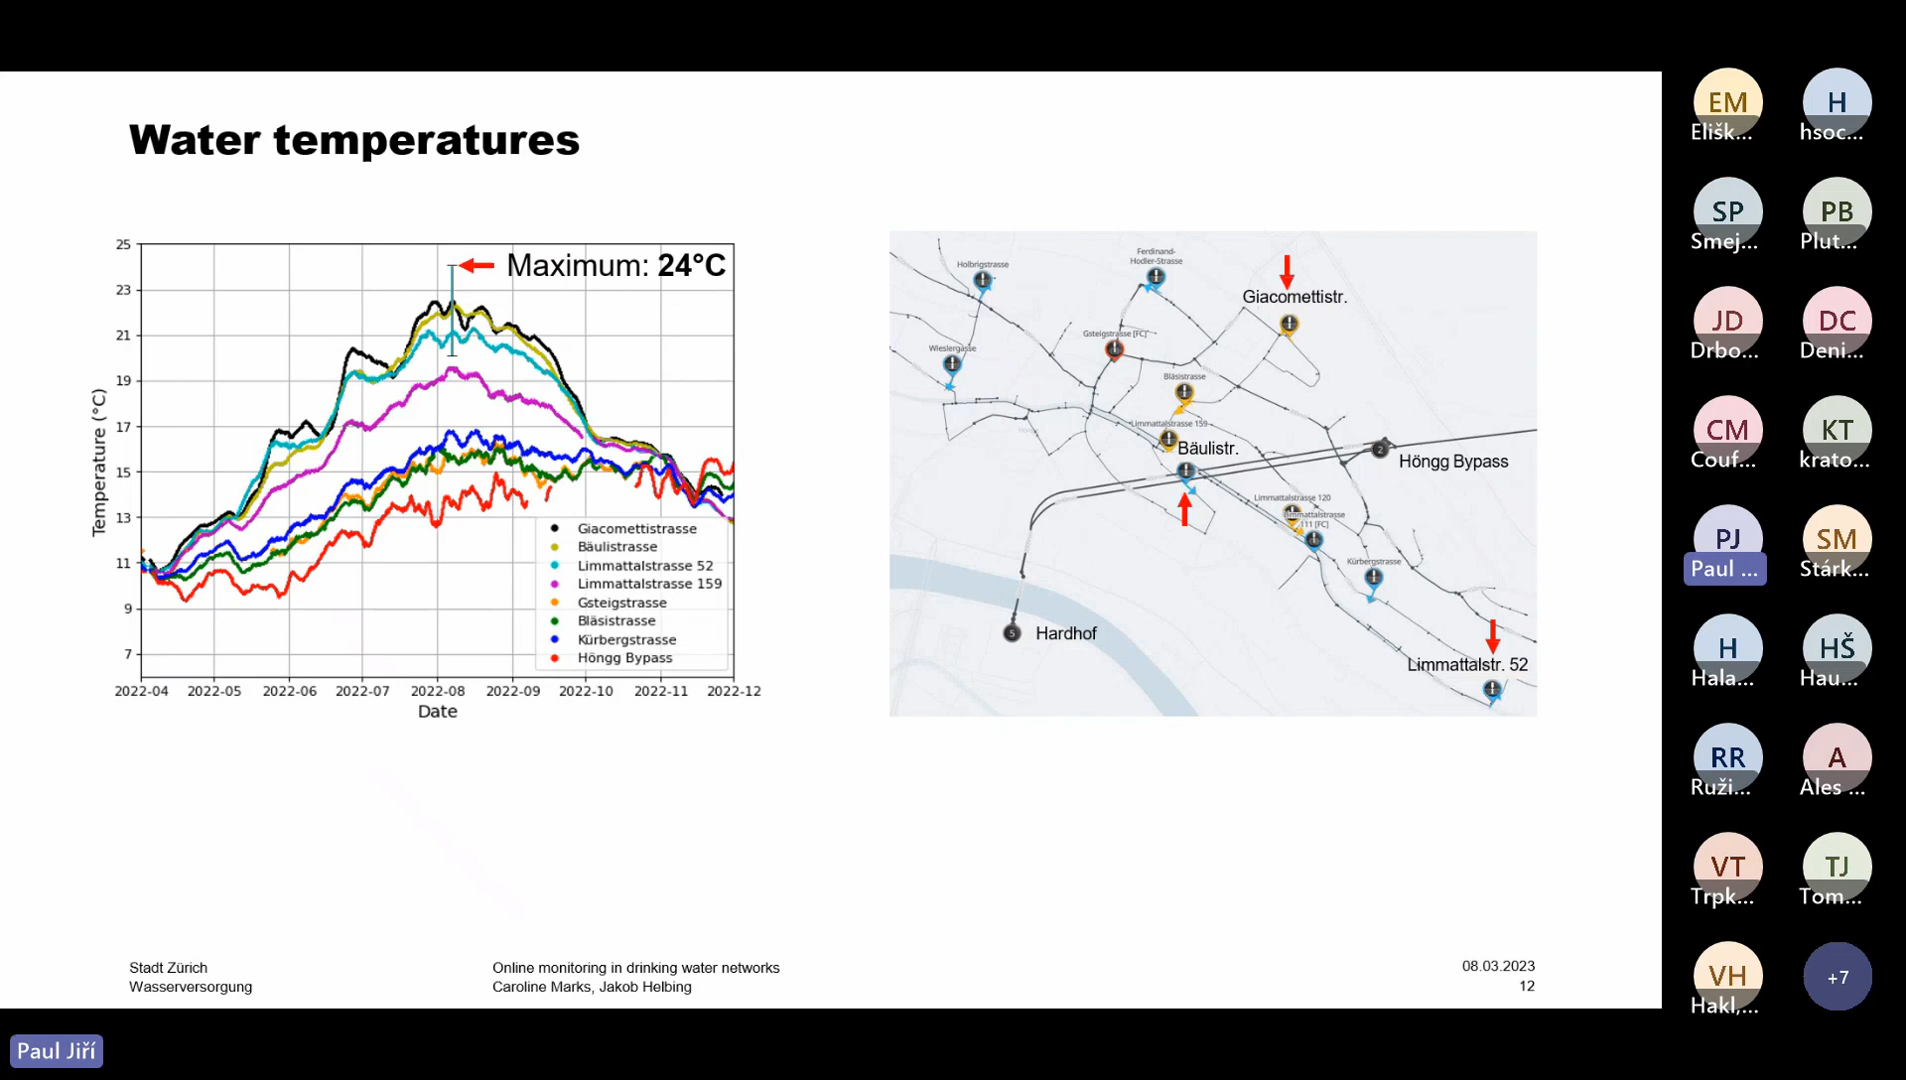 Water temperatures
25
23
21
19
17
15
13
11
9
7
Temperature (°C)
Maximum: 24°C
Giacomettistrasse
Bäulistrasse
Limmattalstrasse 52
Limmattalstrasse 159
Gsteigstrasse
Bläsistrasse
Kürbergstrasse
Höngg Bypass
2022-04 2022-05 2022-06 2022-07 2022-08 2022-09 2022-10 2022-11 2022-12
Date
Holbrigstrasse
Ferdinand-
Hodler-Strasse
Giacomettistr.
Gsteigstrasse [FC]
Wieslergasse
Bläsistrasse
Limmattalstrasse 159
Bäulistr.
2
Höngg Bypass
Limmattalstrasse 120
Limmattalstrasse
111 [FC]
Kürbergstrasse
5
Hardhof
Limmattalstr. 52
Stadt Zürich
Wasserversorgung
Online monitoring in drinking water networks
Caroline Marks, Jakob Helbing
08.03.2023
12
EM
Elišk...
H
hsoc...
SP
Smej...
PB
Plut...
JD
Drbo...
DC
Deni...
CM
Couf...
KT
krato...
PJ
Paul ...
SM
Stárk...
H
Hala...
HŠ
Hau...
RR
Ruži...
A
Ales ...
VT
Trpk...
TJ
Tom...
VH
Hakl,...
+7
Paul Jiří